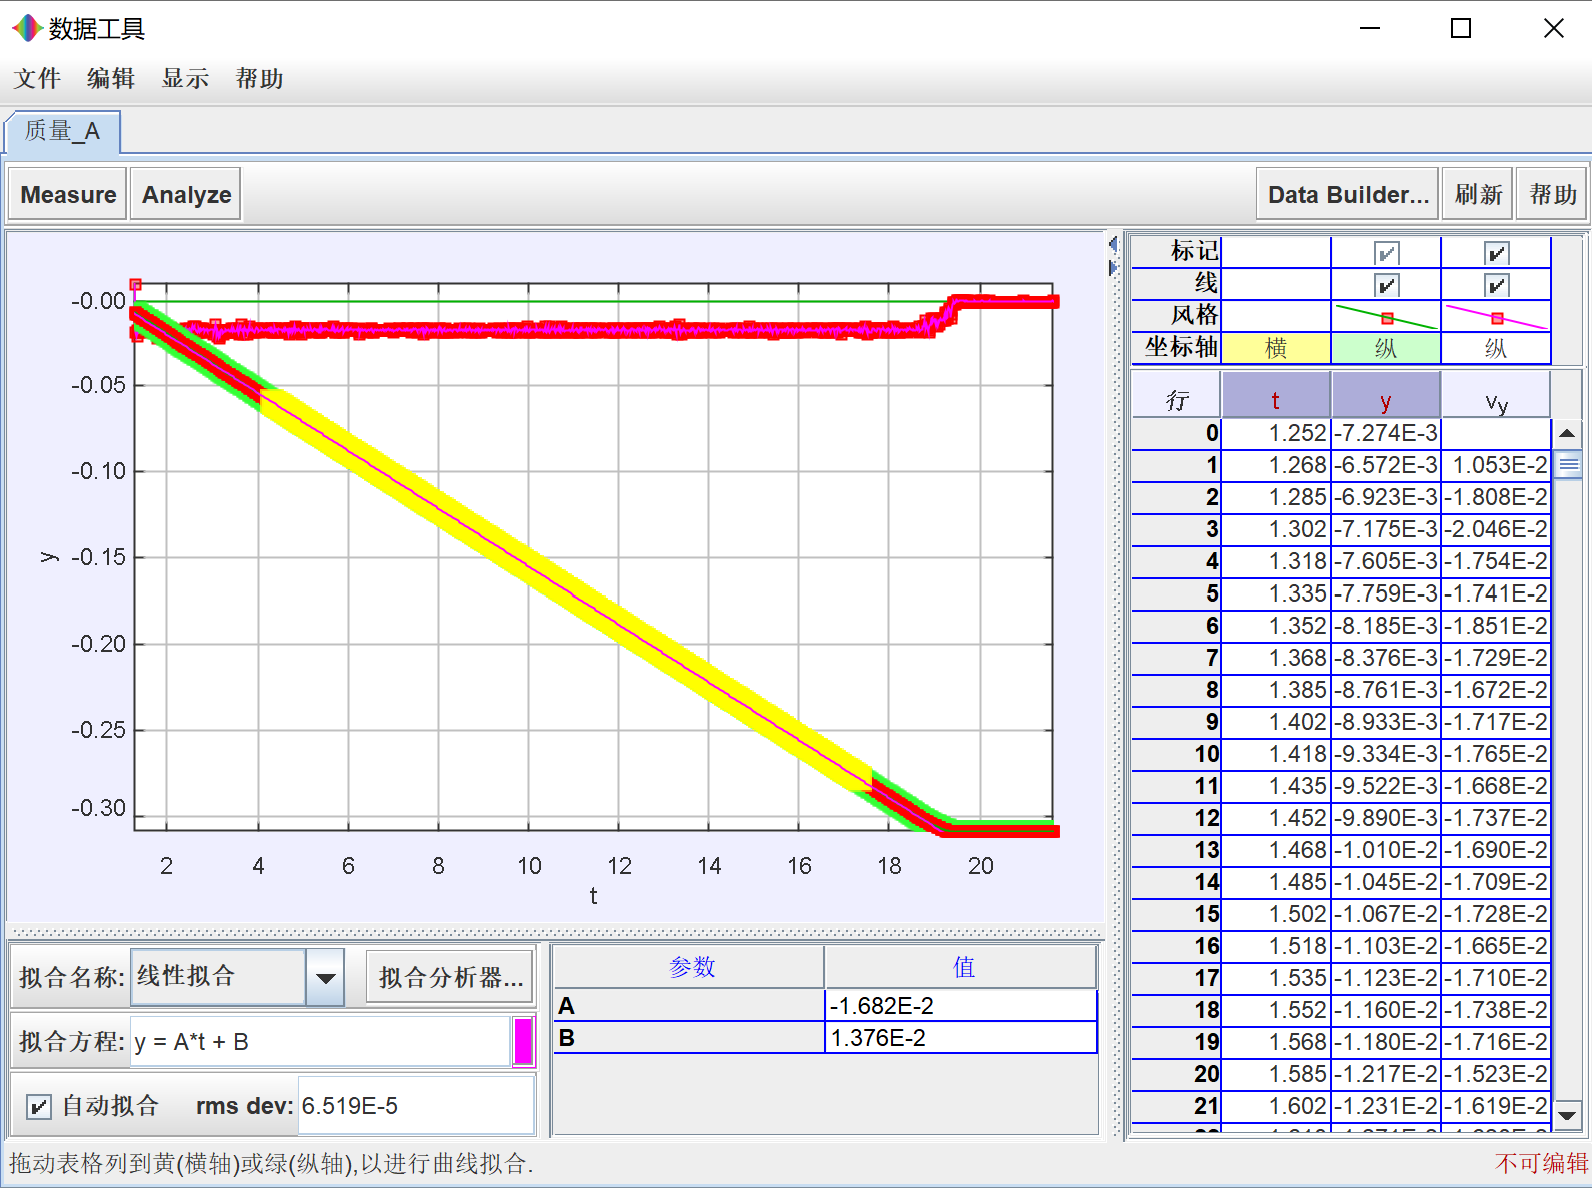 数据工具
文件 编辑 显示 帮助
质量_A
Measure Analyze Data Builder... 刷新 帮助
标记
线
风格
坐标轴 横 纵 纵
行 t y vy
0 1.252 -7.274E-3
1 1.268 -6.572E-3 1.053E-2
2 1.285 -6.923E-3 -1.808E-2
3 1.302 -7.175E-3 -2.046E-2
4 1.318 -7.605E-3 -1.754E-2
5 1.335 -7.759E-3 -1.741E-2
6 1.352 -8.185E-3 -1.851E-2
7 1.368 -8.376E-3 -1.729E-2
8 1.385 -8.761E-3 -1.672E-2
9 1.402 -8.933E-3 -1.717E-2
10 1.418 -9.334E-3 -1.765E-2
11 1.435 -9.522E-3 -1.668E-2
12 1.452 -9.890E-3 -1.737E-2
13 1.468 -1.010E-2 -1.690E-2
14 1.485 -1.045E-2 -1.709E-2
15 1.502 -1.067E-2 -1.728E-2
16 1.518 -1.103E-2 -1.665E-2
17 1.535 -1.123E-2 -1.710E-2
18 1.552 -1.160E-2 -1.738E-2
19 1.568 -1.180E-2 -1.716E-2
20 1.585 -1.217E-2 -1.523E-2
21 1.602 -1.231E-2 -1.619E-2
-0.00
-0.05
-0.10
y -0.15
-0.20
-0.25
-0.30
2 4 6 8 10 12 14 16 18 20
t
拟合名称: 线性拟合 拟合分析器...
拟合方程: y = A*t + B
自动拟合 rms dev: 6.519E-5
参数 值
A -1.682E-2
B 1.376E-2
拖动表格列到黄(横轴)或绿(纵轴),以进行曲线拟合. 不可编辑